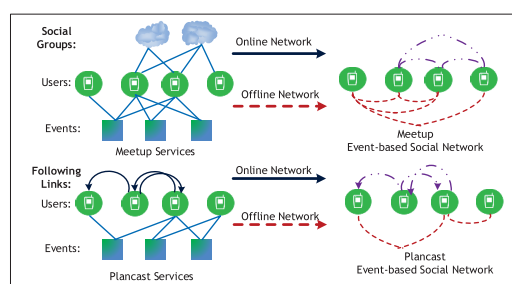 Social
Groups:
Online Network
Users:
Offline Network
Events:
Meetup Services
Meetup
Event-based Social Network
Following
Links:
Online Network
Users:
Offline Network
Events:
Plancast Services
Plancast
Event-based Social Network